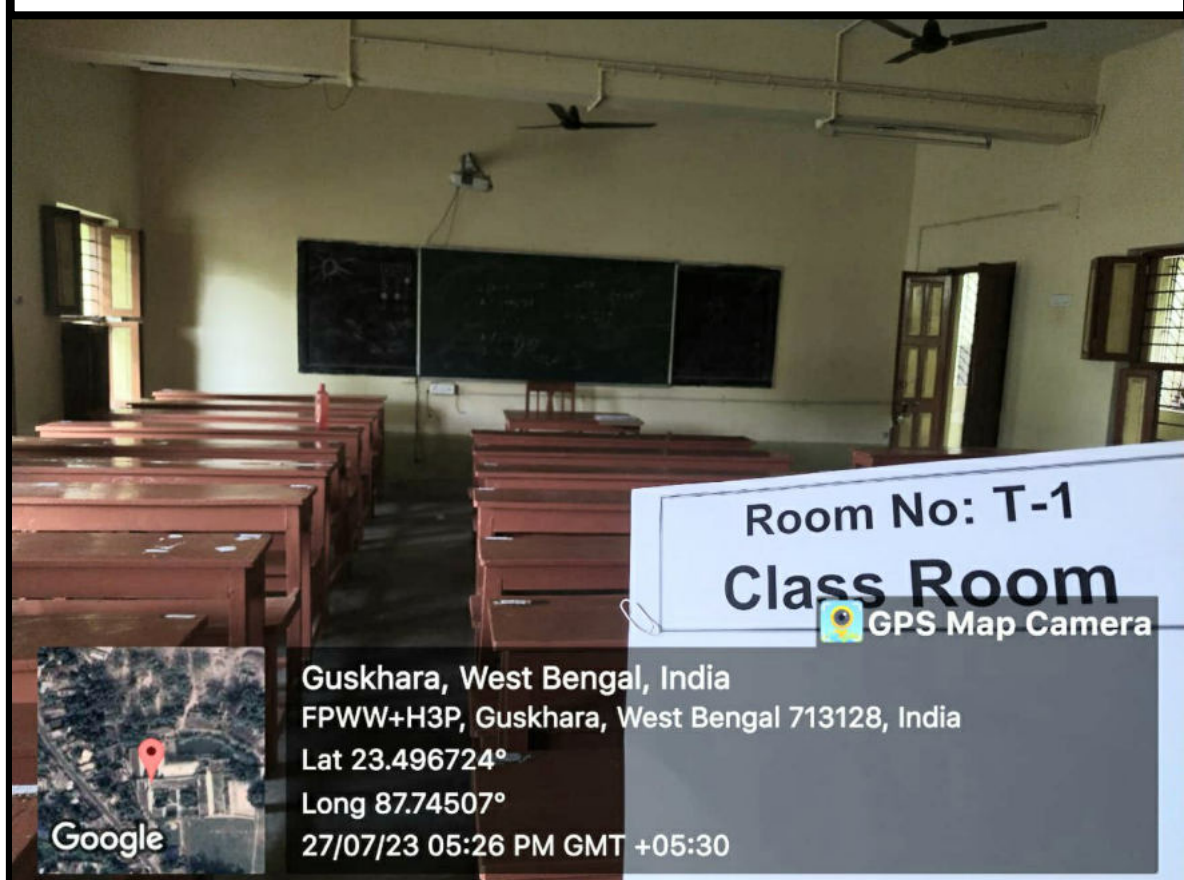 Room No: T-1
Class Room
GPS Map Camera
Guskhara, West Bengal, India
FPWW+H3P, Guskhara, West Bengal 713128, India
Lat 23.496724°
Long 87.74507°
27/07/23 05:26 PM GMT +05:30
Google